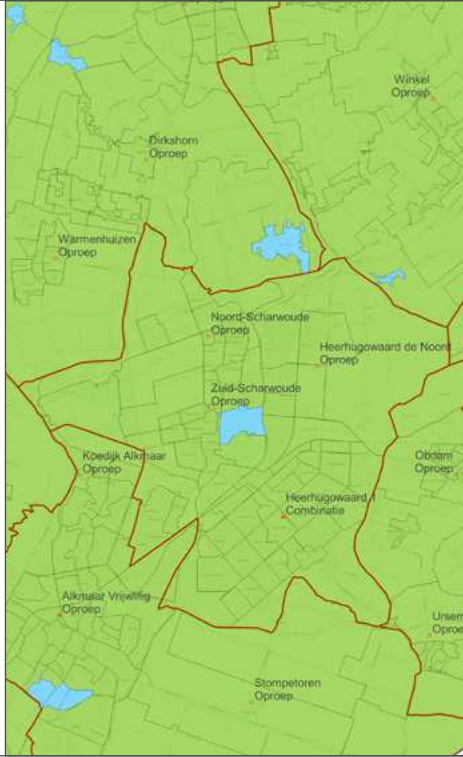 Winkel
Oproep
Dirkshorn
Oproep
Warmenhuizen
Oproep
Noord-Scharwoude
Oproep
Heerhugowaard de Noord
Oproep
Zuid-Scharwoude
Oproep
Koedijk Alkmaar
Oproep
Obdam
Oproep
Heerhugowaard 1
Combinatie
Alkmaar Vrijwillig
Oproep
Ursem
Oproe
Stompetoren
Oproep